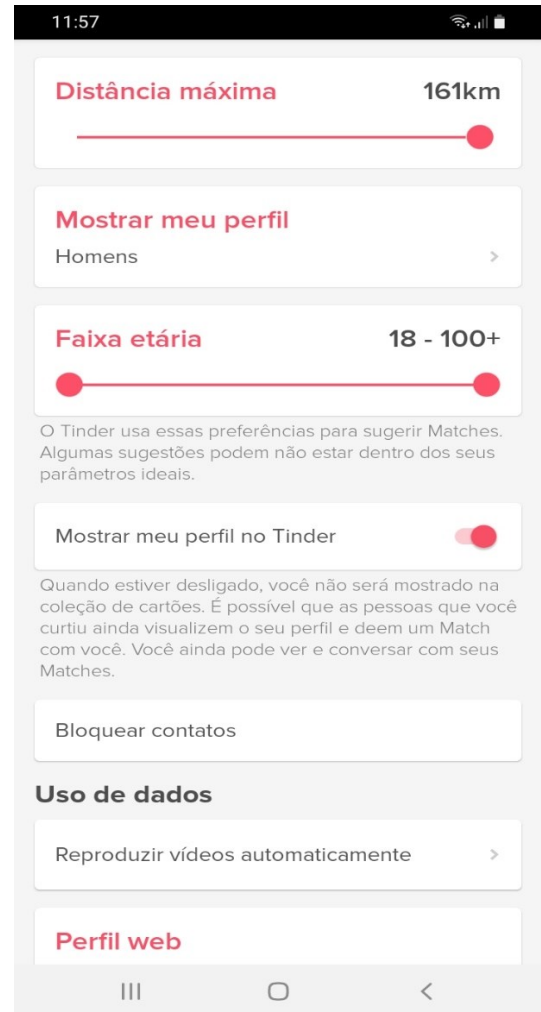 11:57
Distância máxima 161km
Mostrar meu perfil
Homens
Faixa etária 18 - 100+
O Tinder usa essas preferências para sugerir Matches.
Algumas sugestões podem não estar dentro dos seus
parâmetros ideais.
Mostrar meu perfil no Tinder
Quando estiver desligado, você não será mostrado na
coleção de cartões. É possível que as pessoas que você
curtiu ainda visualizem o seu perfil e deem um Match
com você. Você ainda pode ver e conversar com seus
Matches.
Bloquear contatos
Uso de dados
Reproduzir vídeos automaticamente
Perfil web